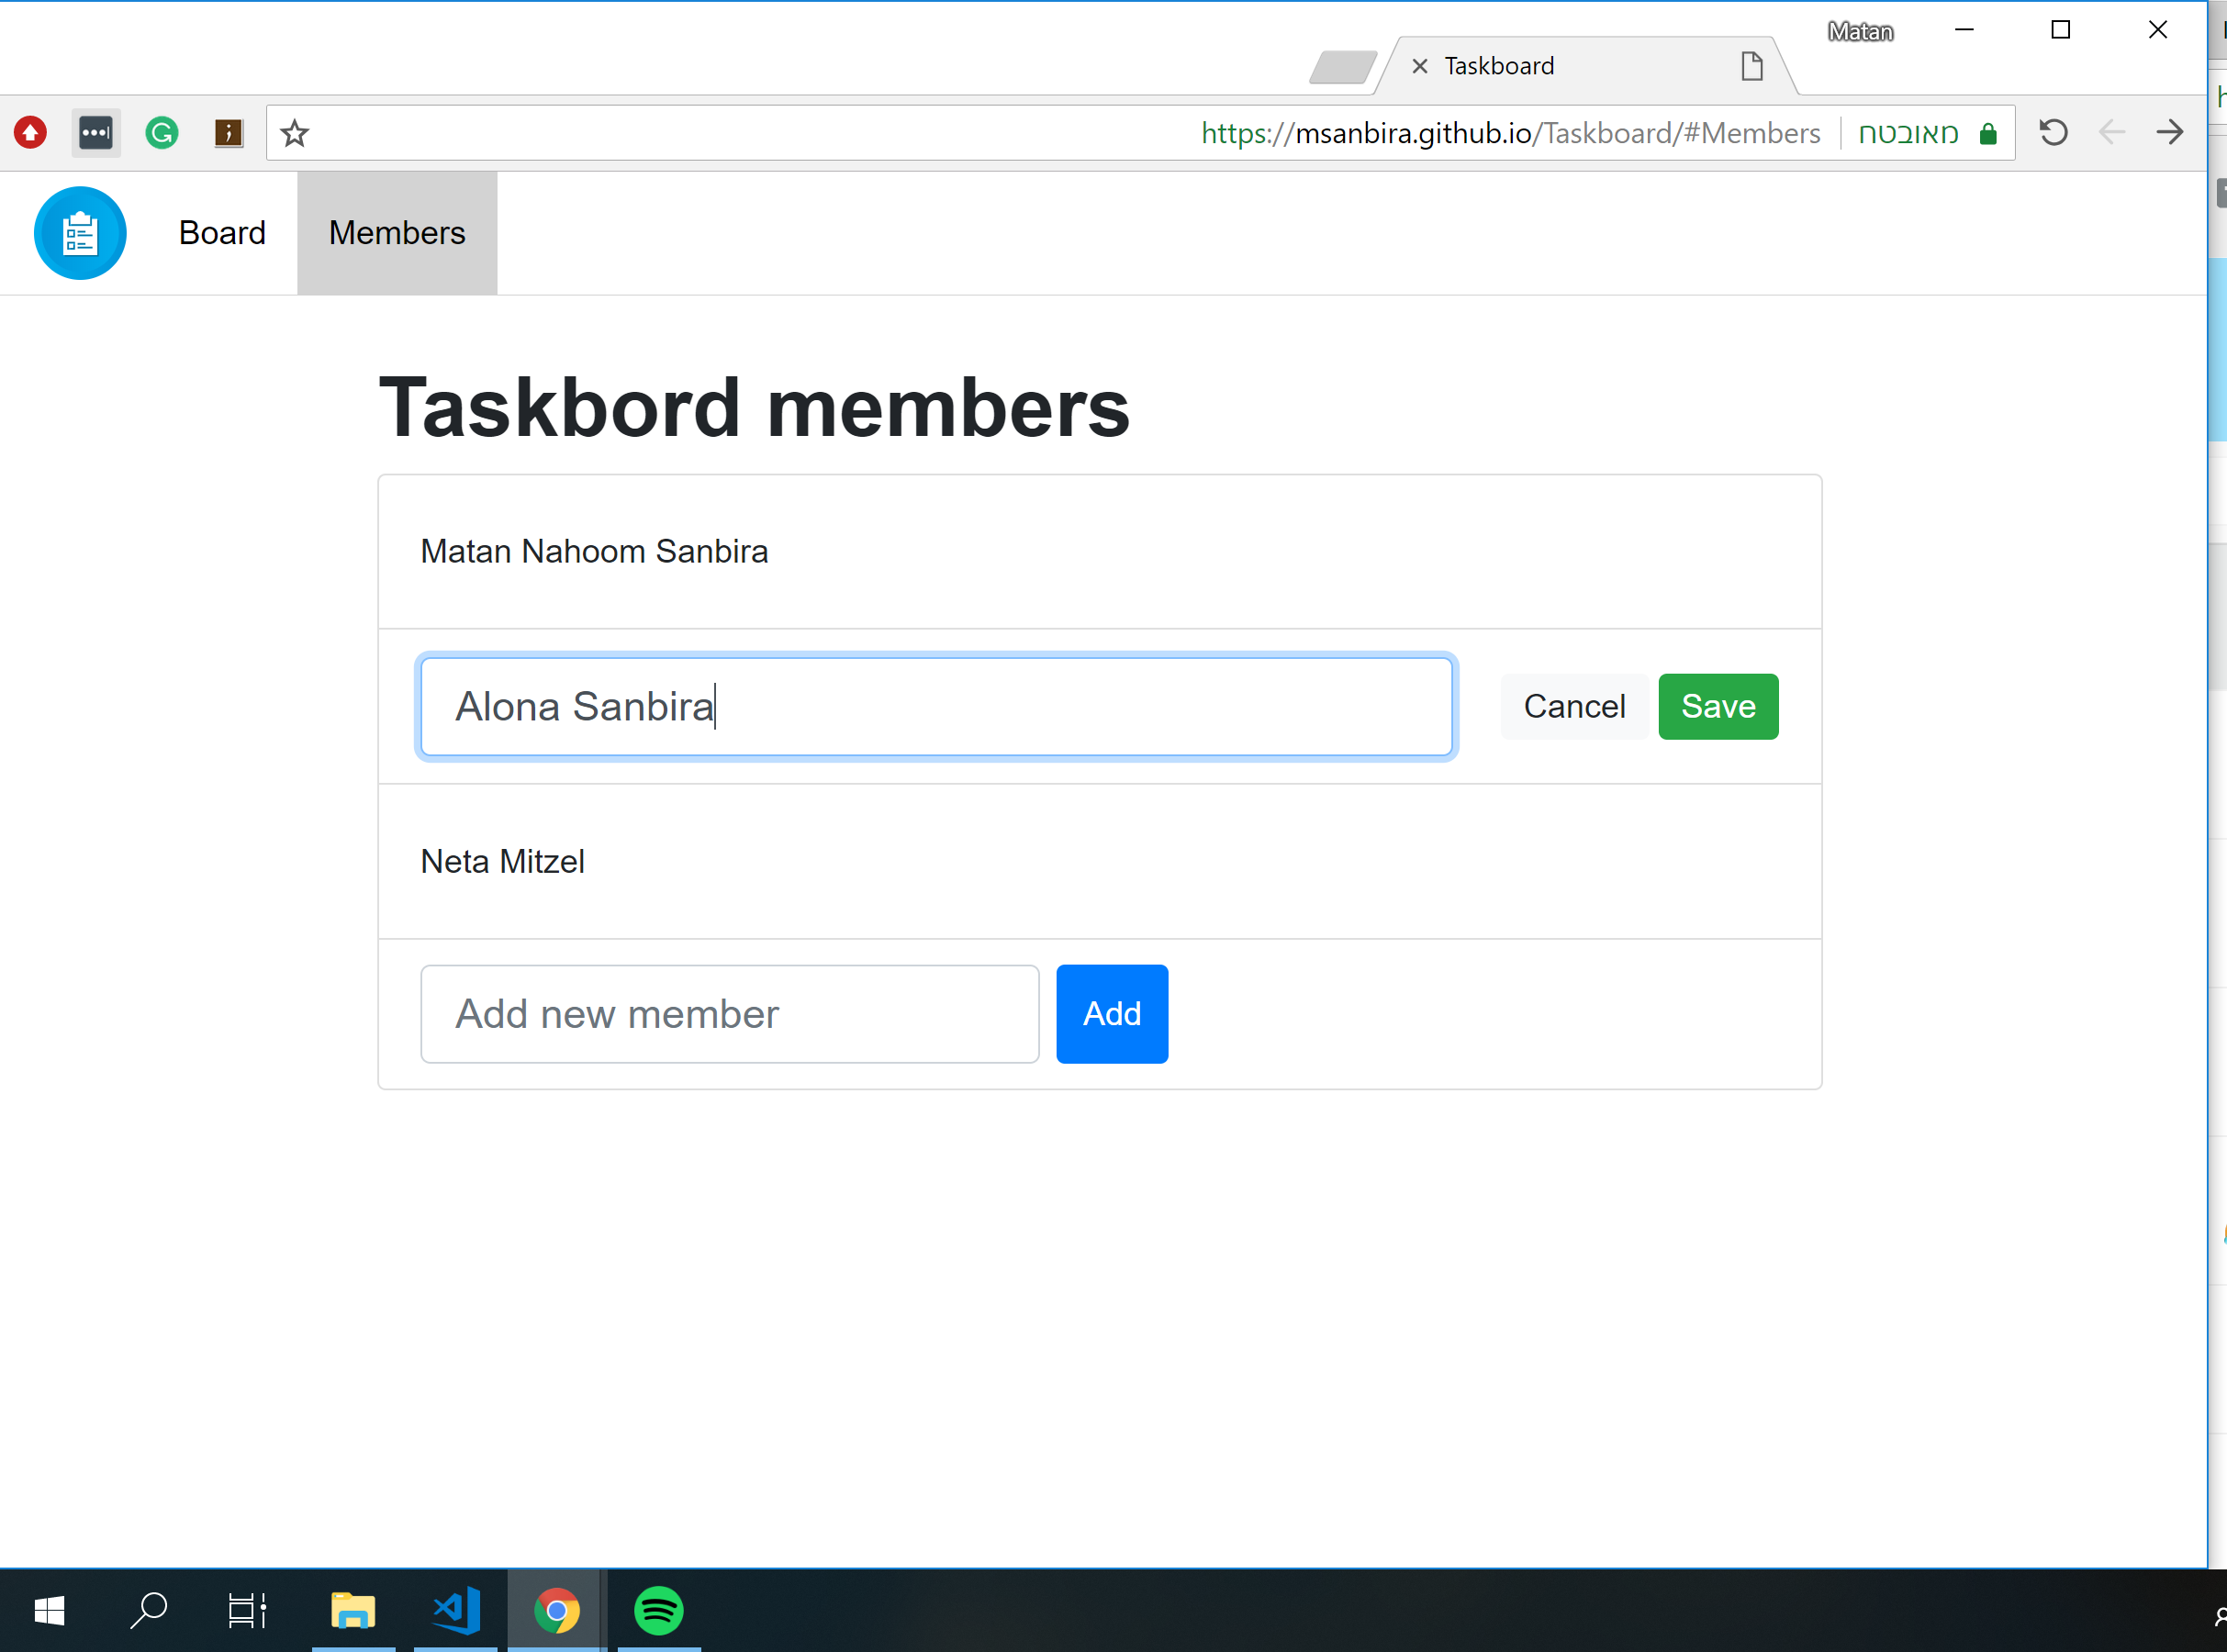 Matan
Taskboard
https://msanbira.github.io/Taskboard/#Members
מאובטח
Board
Members
Taskbord members
Matan Nahoom Sanbira
Alona Sanbira
Cancel
Save
Neta Mitzel
Add new member
Add